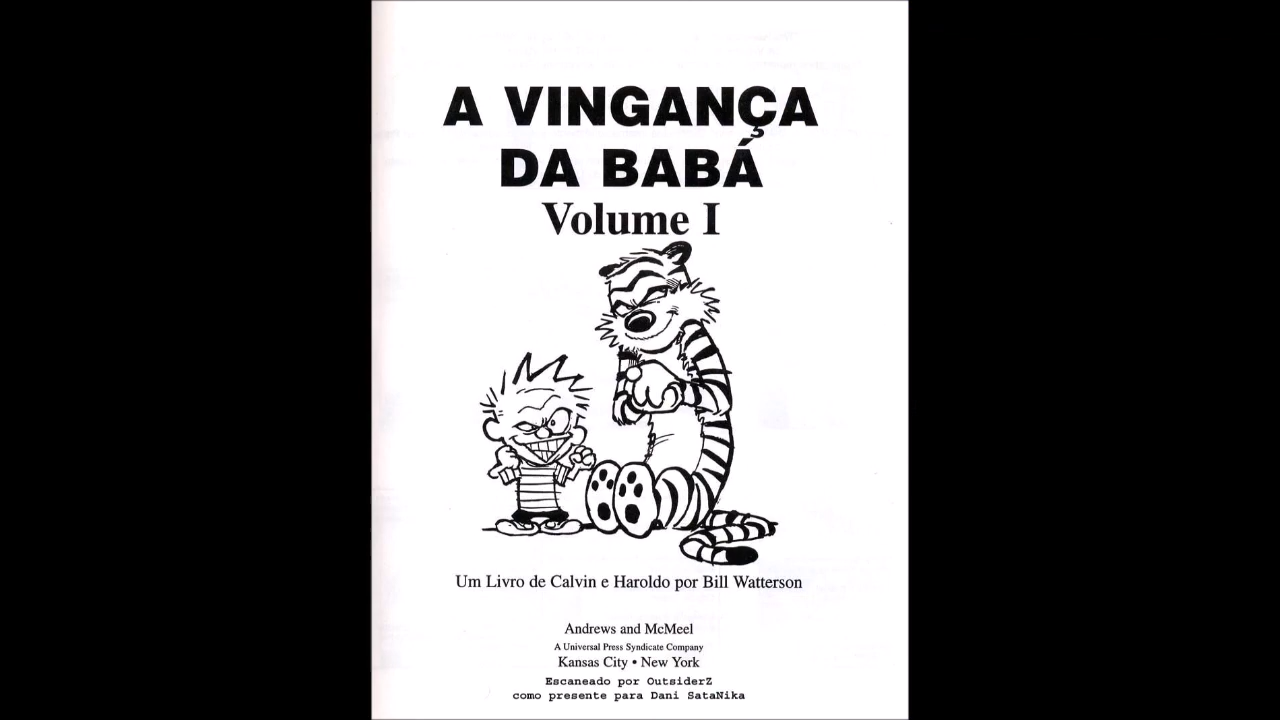 A VINGANÇA
DA BABÁ
Volume I
Um Livro de Calvin e Haroldo por Bill Watterson
Andrews and McMeel
A Universal Press Syndicate Company
Kansas City • New York
Escaneado por OutsiderZ
como presente para Dani SataNika